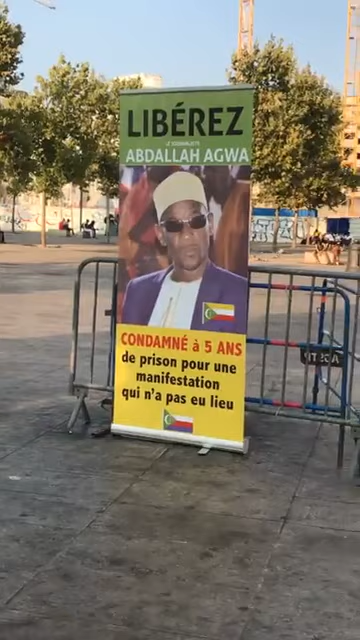 LIBÉREZ
LE JOURNALISTE
ABDALLAH AGWA
CONDAMNÉ à 5 ANS
de prison pour une
manifestation
qui n'a pas eu lieu